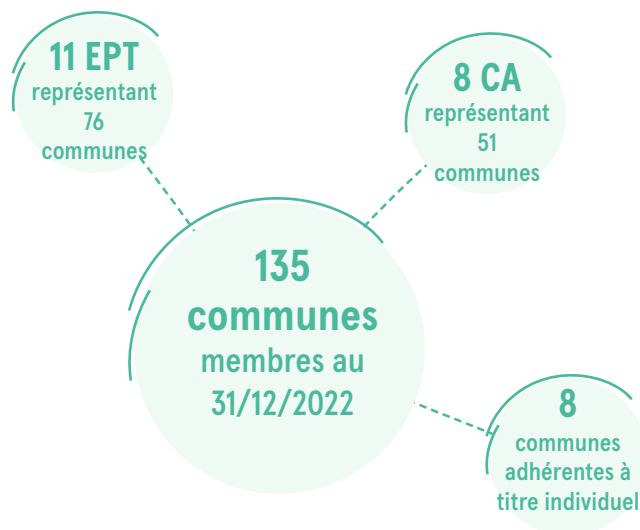 11 EPT
représentant
76
communes
8 CA
représentant
51
communes
135
communes
membres au
31/12/2022
8
communes
adhérentes à
titre individuel